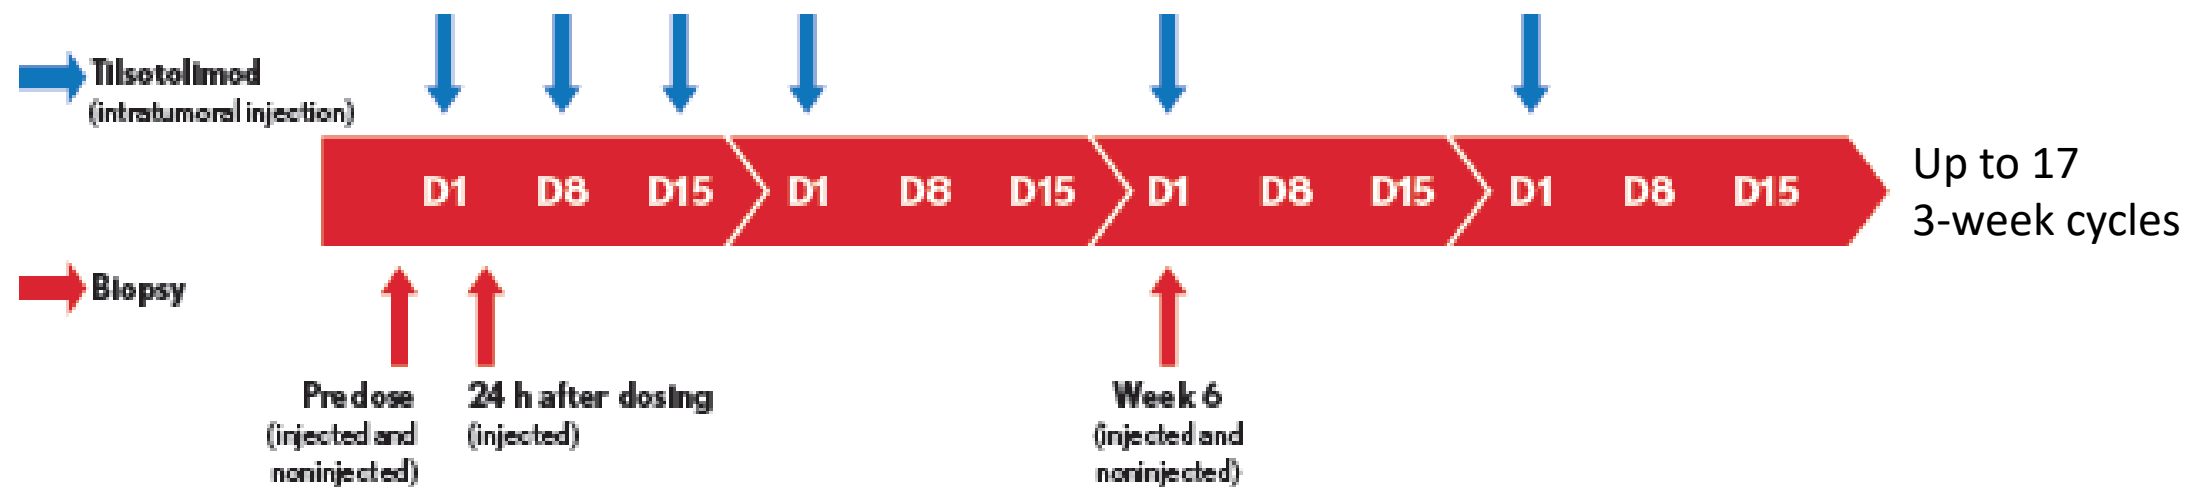 Tilsotolimod
(intratumoral injection)
D1 D8 D15 D1 D8 D15 D1 D8 D15 D1 D8 D15
Up to 17
3-week cycles
Biopsy
Predose
(injected and
noninjected)
24 h after dosing
(injected)
Week 6
(injected and
noninjected)